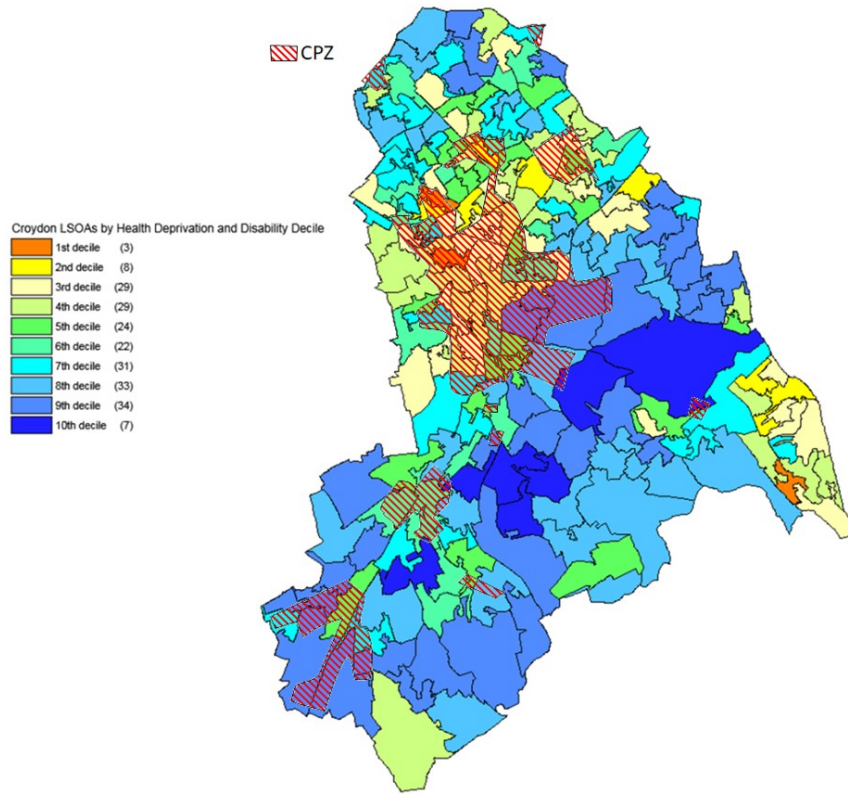 CPZ
Croydon LSOAs by Health Deprivation and Disability Decile
1st decile (3)
2nd decile (8)
3rd decile (29)
4th decile (29)
5th decile (24)
6th decile (22)
7th decile (31)
8th decile (33)
9th decile (34)
10th decile (7)